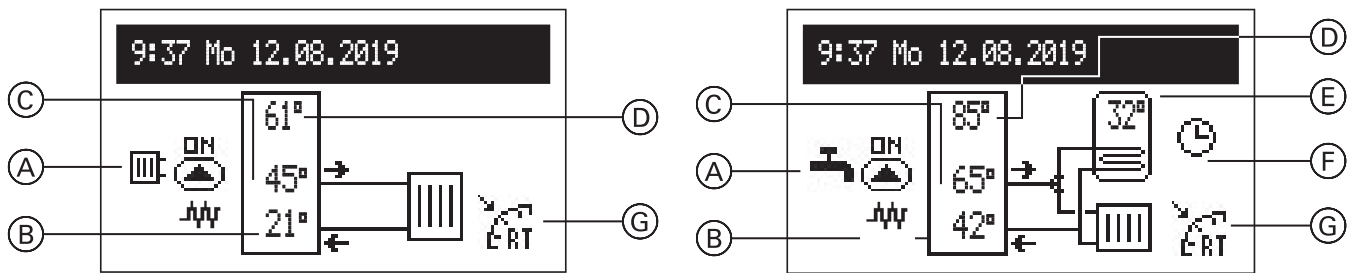 9:37 Mo 12.08.2019
C
61°
D
ON
A
45°
21°
B
RT
G
9:37 Mo 12.08.2019
D
C
85°
32°
E
ON
F
A
65°
42°
B
RT
G